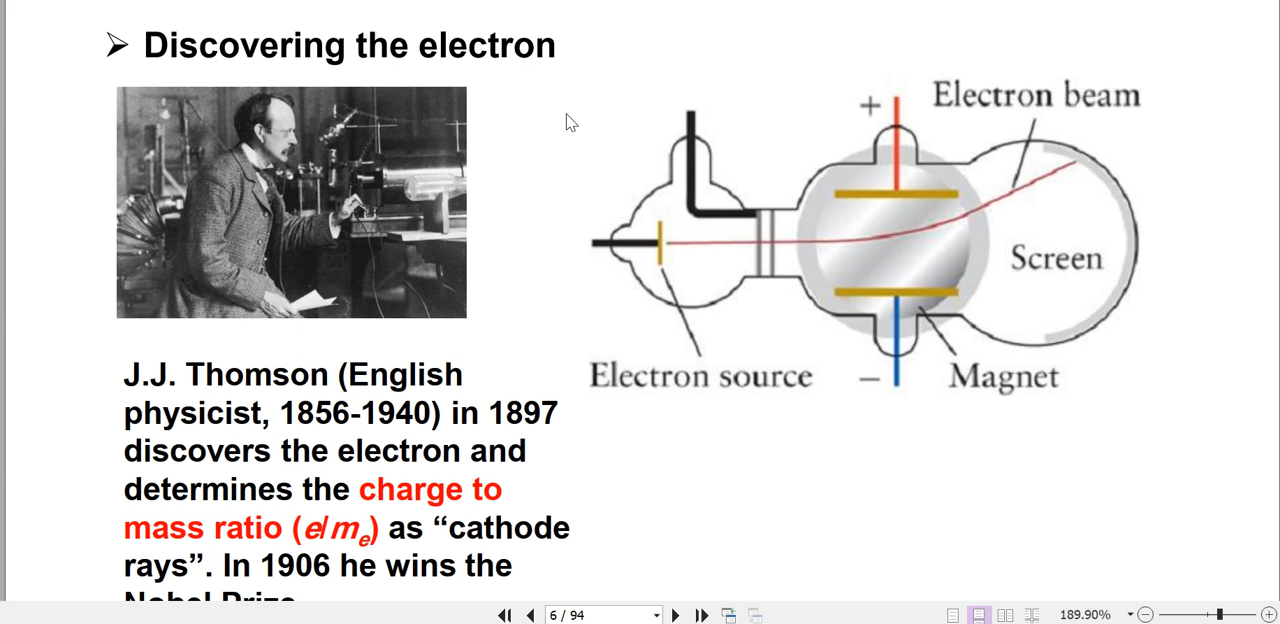 ➢ Discovering the electron
+
Electron beam
Screen
Electron source
−
Magnet
J.J. Thomson (English
physicist, 1856-1940) in 1897
discovers the electron and
determines the charge to
mass ratio (e/mₑ) as “cathode
rays”. In 1906 he wins the
Nobel Prize
6 / 94
189.90%